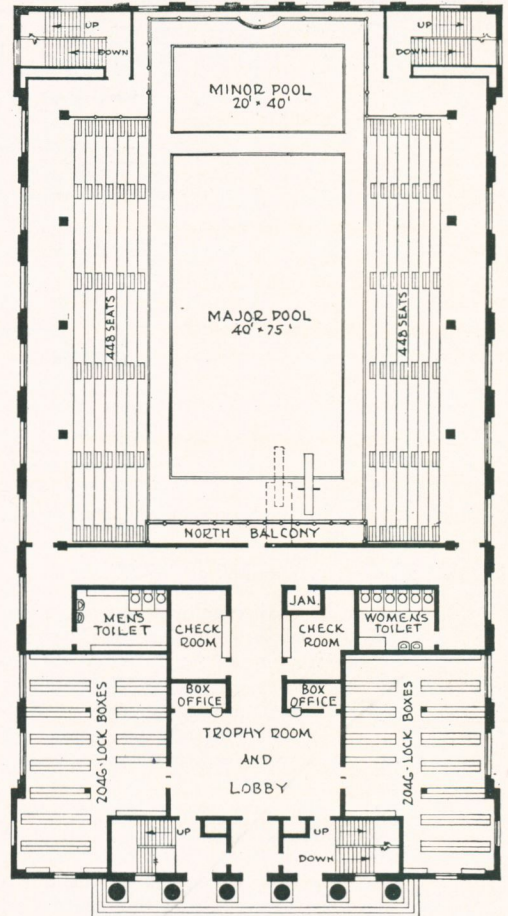 UP
DOWN
UP
DOWN
MINOR POOL
20' × 40'
448 SEATS
MAJOR POOL
40' × 75'
448 SEATS
NORTH BALCONY
MEN'S
TOILET
CHECK
ROOM
JAN.
CHECK
ROOM
WOMEN'S
TOILET
BOX
OFFICE
BOX
OFFICE
2046 - LOCK BOXES
TROPHY ROOM
AND
LOBBY
2046 - LOCK BOXES
UP
UP
DOWN